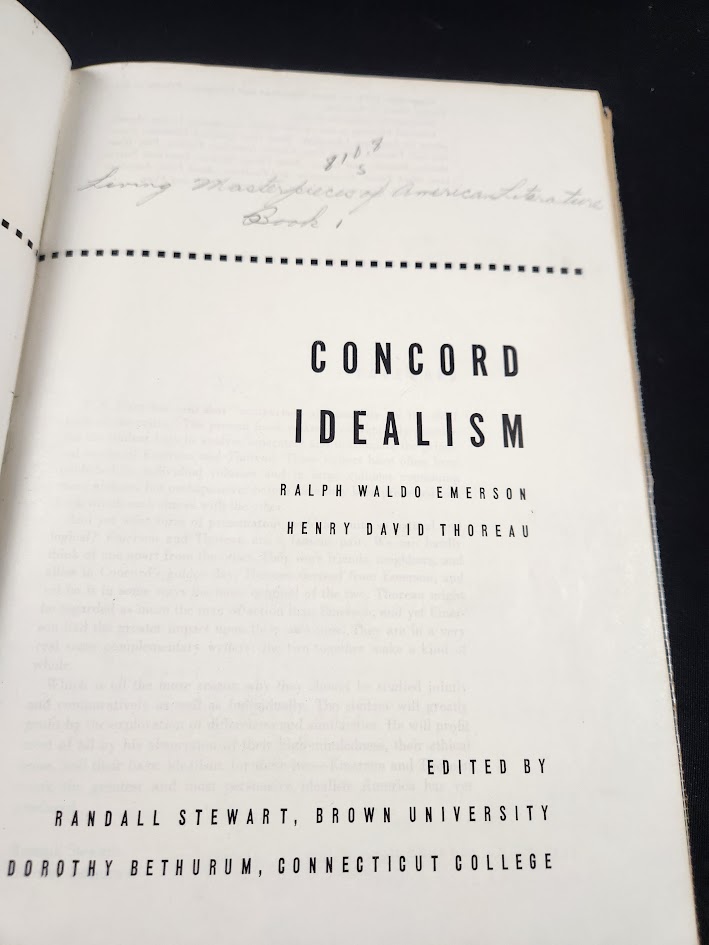 810.8
S
Living Masterpieces of American Literature
Book 1
CONCORD
IDEALISM
RALPH WALDO EMERSON
HENRY DAVID THOREAU
EDITED BY
RANDALL STEWART, BROWN UNIVERSITY
DOROTHY BETHURUM, CONNECTICUT COLLEGE